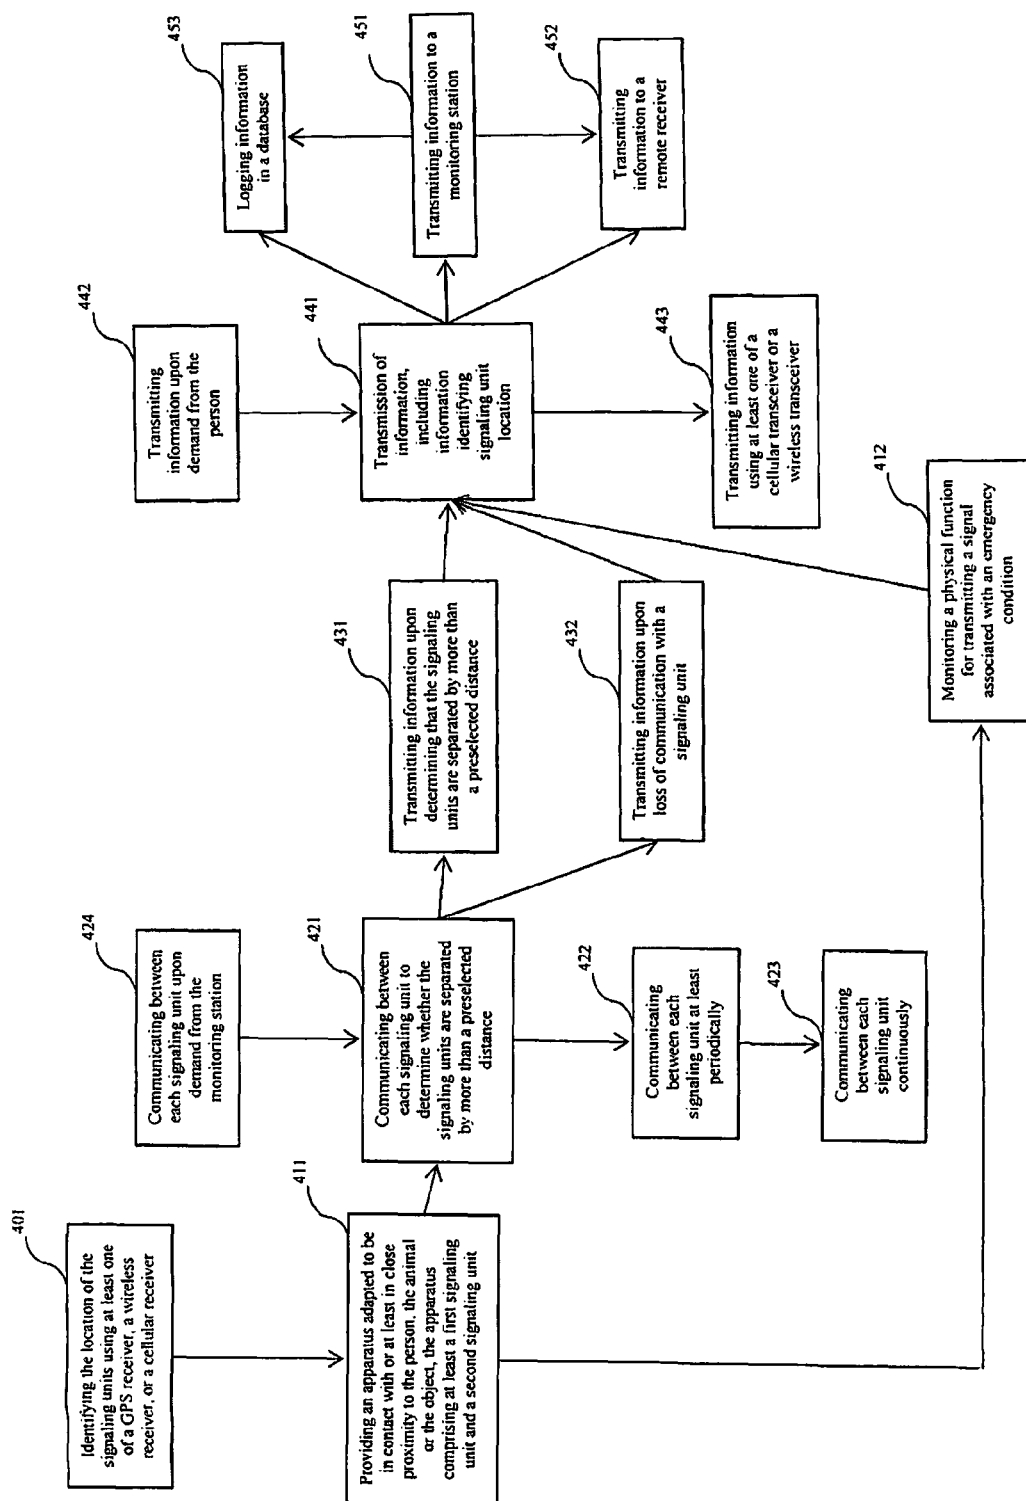 401
Identifying the location of the
signaling units using at least one
of a GPS receiver, a wireless
receiver, or a cellular receiver
411
Providing an apparatus adapted to be
in contact with or at least in close
proximity to the person, the animal
or the object, the apparatus
comprising at least a first signaling
unit and a second signaling unit
424
Communicating between
each signaling unit upon
demand from the
monitoring station
421
Communicating between
each signaling unit to
determine whether the
signaling units are separated
by more than a preselected
distance
422
Communicating
between each
signaling unit at least
periodically
423
Communicating
between each
signaling unit
continuously
431
Transmitting information upon
determining that the signaling
units are separated by more than
a preselected distance
432
Transmitting information upon
loss of communication with a
signaling unit
412
Monitoring a physical function
for transmitting a signal
associated with an emergency
condition
442
Transmitting
information upon
demand from the
person
441
Transmission of
information,
including
information
identifying
signaling unit
location
443
Transmitting information
using at least one of a
cellular transceiver or a
wireless transceiver
453
Logging information
in a database
451
Transmitting information to a
monitoring station
452
Transmitting
information to a
remote receiver